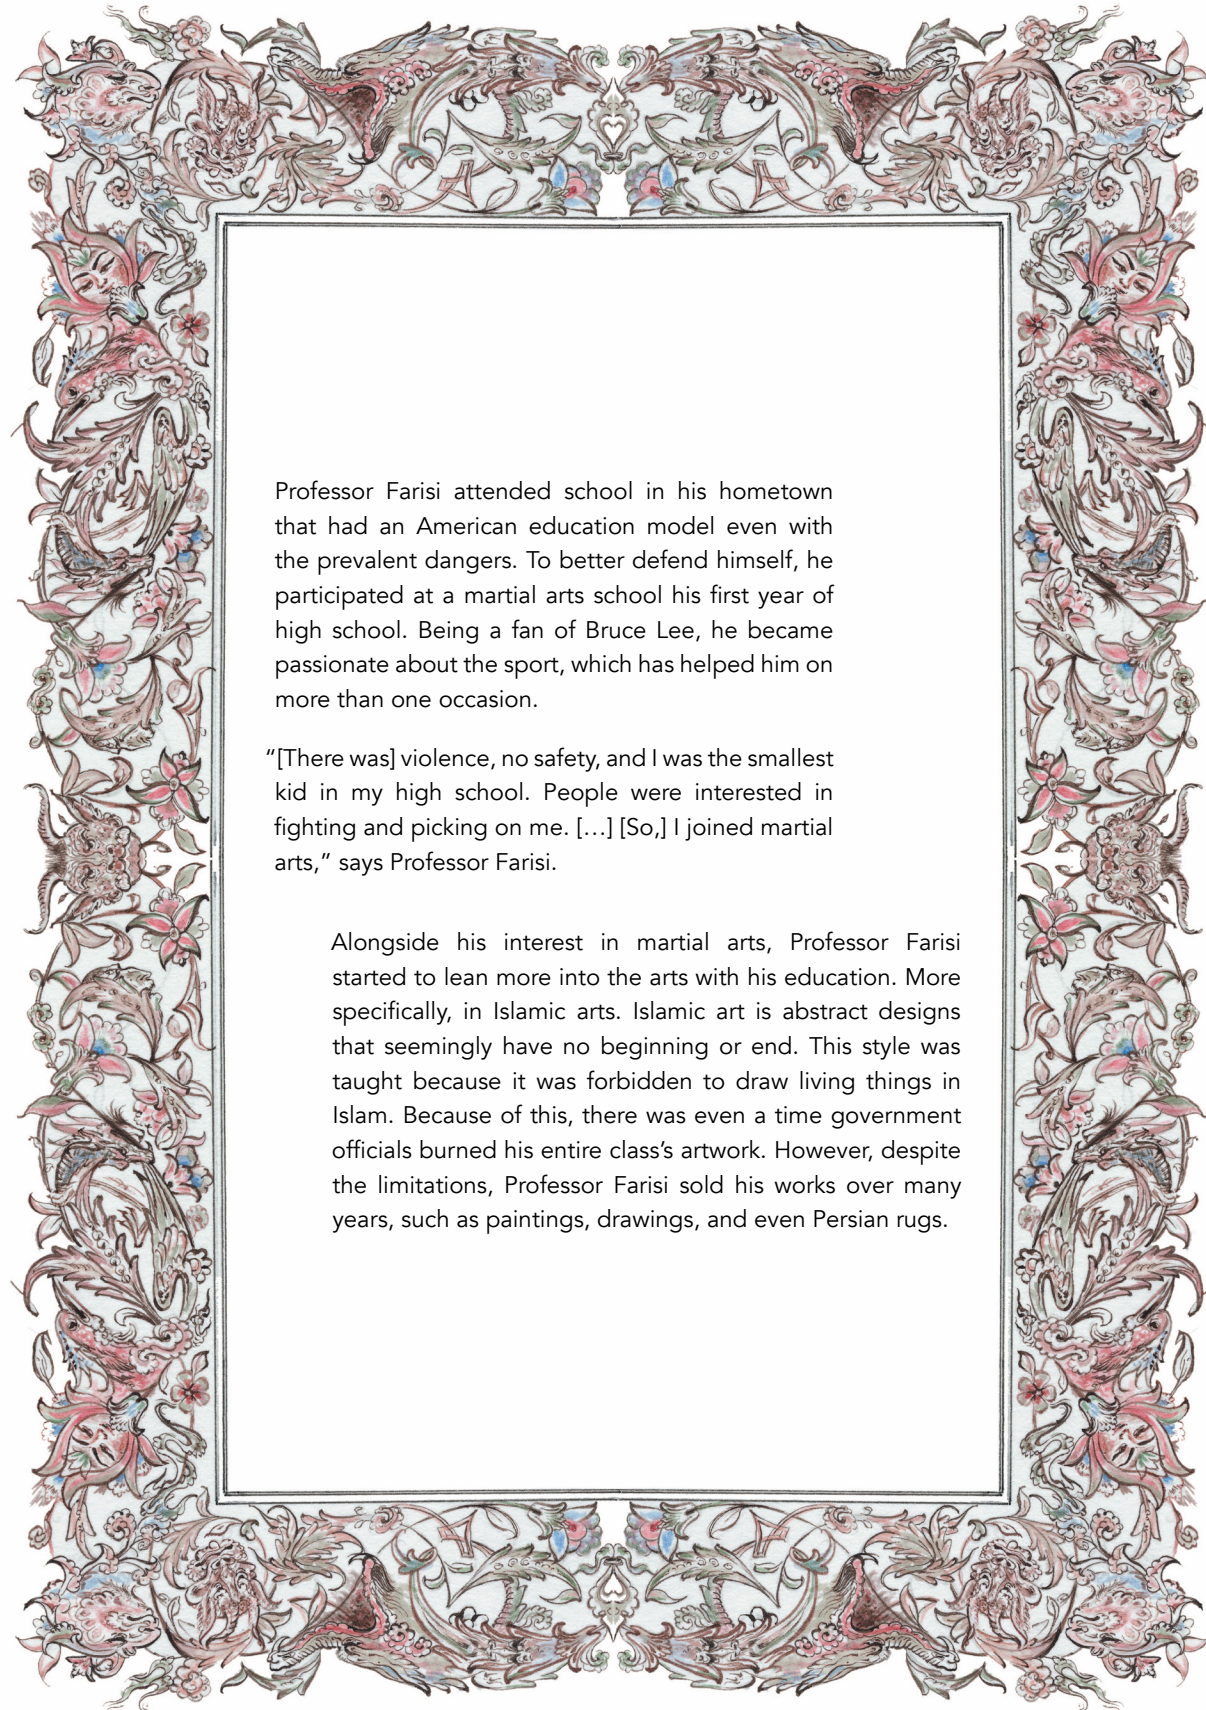 Professor Farisi attended school in his hometown
that had an American education model even with
the prevalent dangers. To better defend himself, he
participated at a martial arts school his first year of
high school. Being a fan of Bruce Lee, he became
passionate about the sport, which has helped him on
more than one occasion.
“[There was] violence, no safety, and I was the smallest
kid in my high school. People were interested in
fighting and picking on me. […] [So,] I joined martial
arts,” says Professor Farisi.
Alongside his interest in martial arts, Professor Farisi
started to lean more into the arts with his education. More
specifically, in Islamic arts. Islamic art is abstract designs
that seemingly have no beginning or end. This style was
taught because it was forbidden to draw living things in
Islam. Because of this, there was even a time government
officials burned his entire class’s artwork. However, despite
the limitations, Professor Farisi sold his works over many
years, such as paintings, drawings, and even Persian rugs.